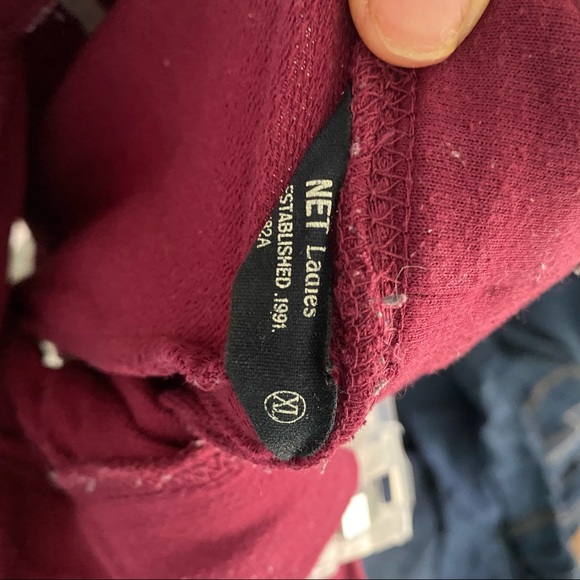 NET Ladies
ESTABLISHED .1991.
XL